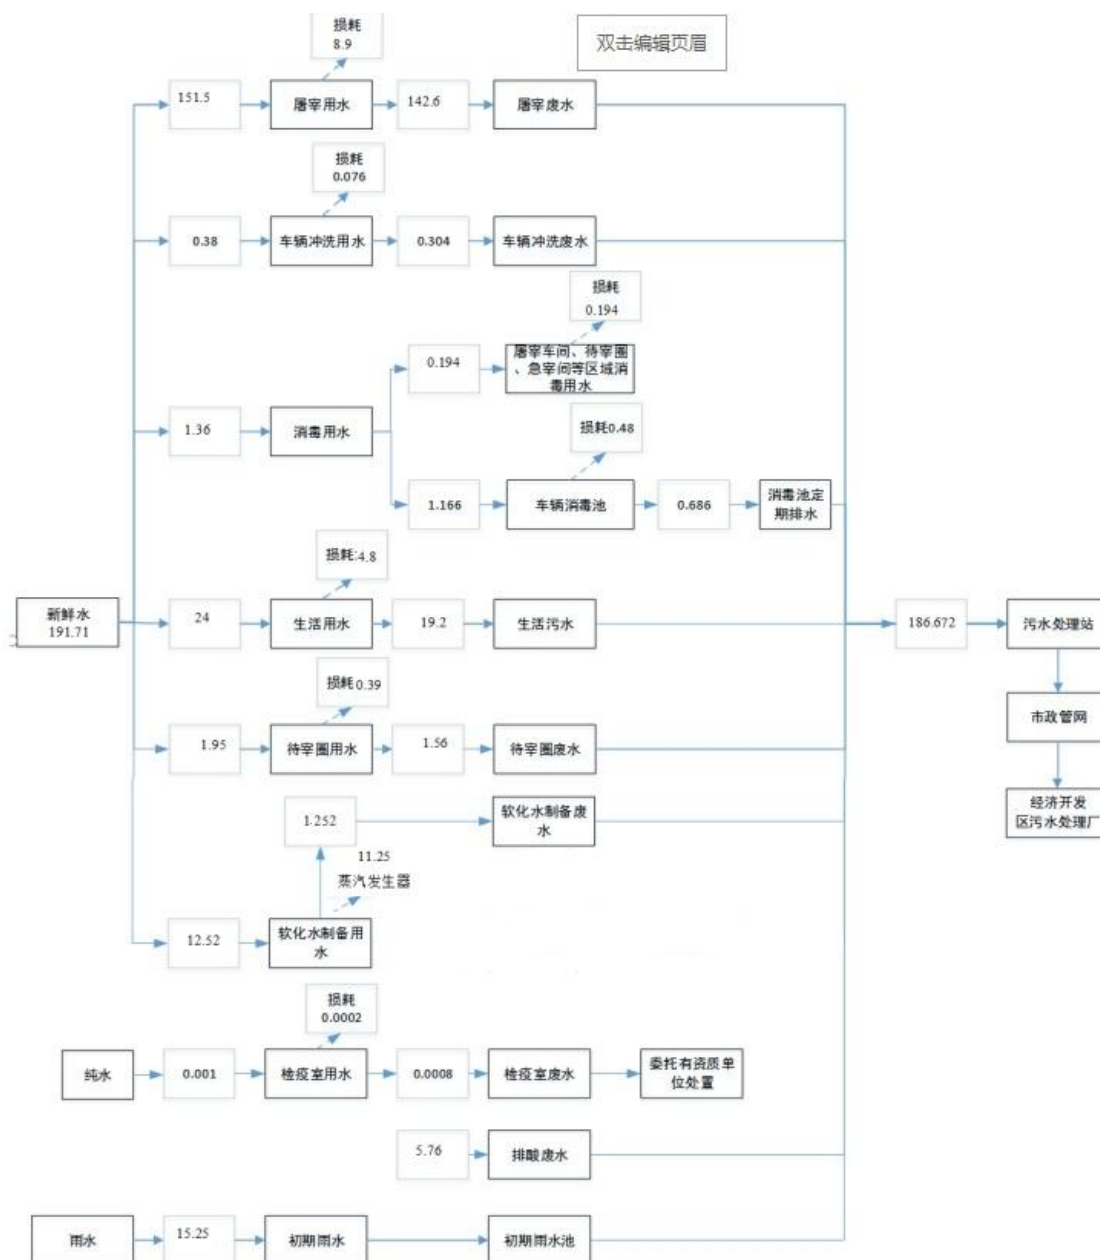 损耗
8.9
双击编辑页眉
151.5
屠宰用水
142.6
屠宰废水
损耗
0.076
0.38
车辆冲洗用水
0.304
车辆冲洗废水
损耗
0.194
0.194
屠宰车间、待宰圈
、急宰间等区域消
毒用水
1.36
消毒用水
损耗0.48
1.166
车辆消毒池
0.686
消毒池定
期排水
损耗:4.8
新鲜水
191.71
24
生活用水
19.2
生活污水
186.672
污水处理站
损耗 0.39
市政管网
1.95
待宰圈用水
1.56
待宰圈废水
1.252
软化水制备废
水
经济开发
区污水处理厂
11.25
蒸汽发生器
12.52
软化水制备用
水
损耗
0.0002
纯水
0.001
检疫室用水
0.0008
检疫室废水
委托有资质单
位处置
5.76
排酸废水
雨水
15.25
初期雨水
初期雨水池